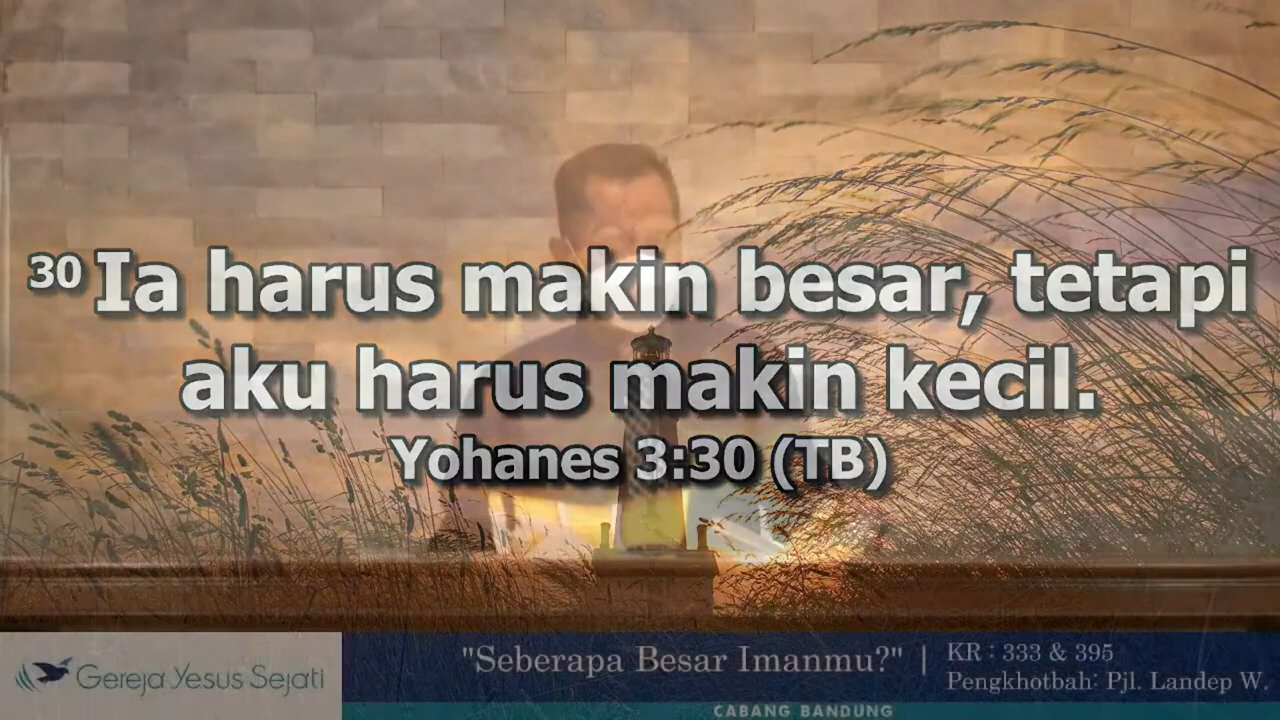 30 Ia harus makin besar, tetapi
aku harus makin kecil.
Yohanes 3:30 (TB)
Gereja Yesus Sejati
"Seberapa Besar Imanmu?" |
KR : 333 & 395
Pengkhotbah: Pjl. Landep W.
CABANG BANDUNG